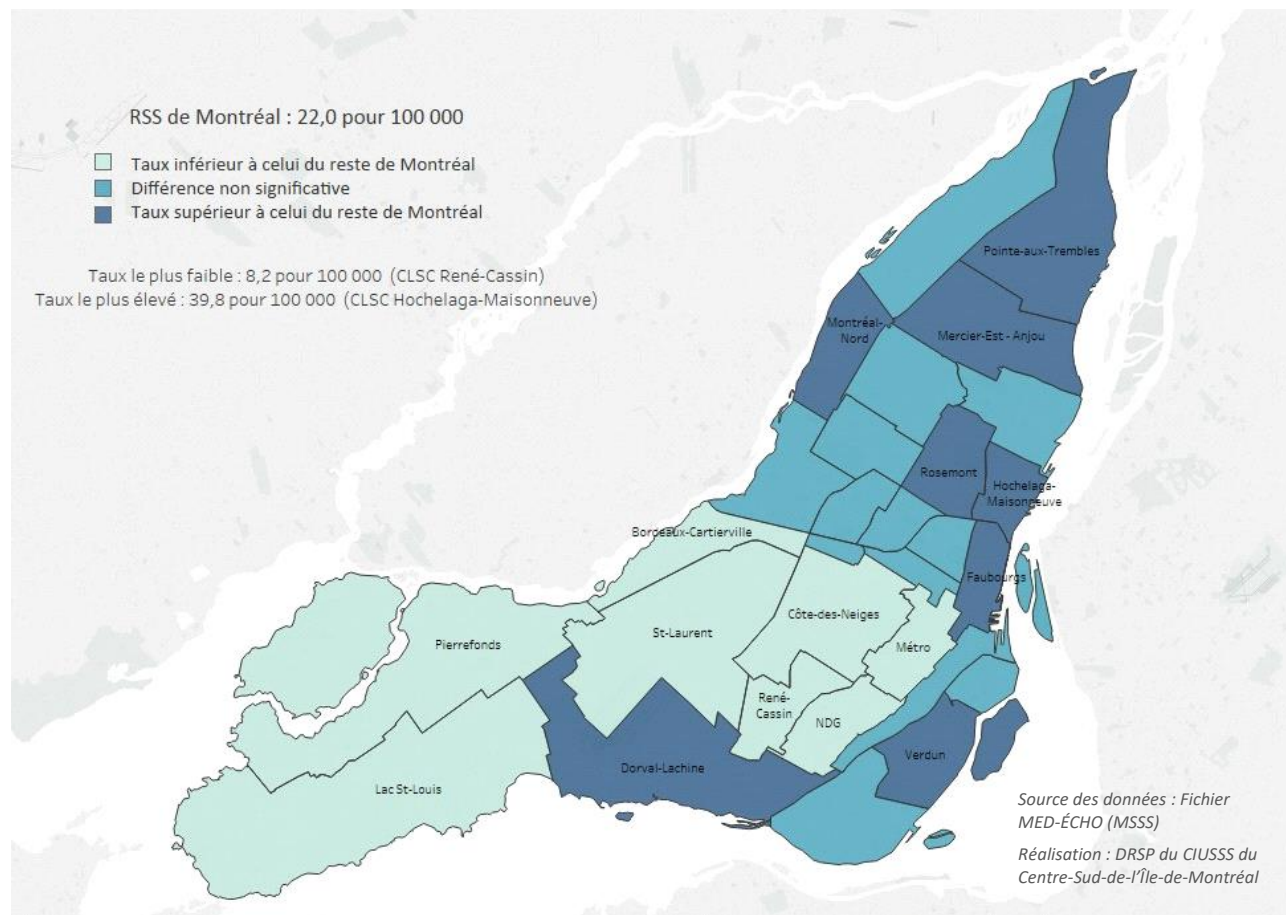 RSS de Montréal : 22,0 pour 100 000
Taux inférieur à celui du reste de Montréal
Différence non significative
Taux supérieur à celui du reste de Montréal
Taux le plus faible : 8,2 pour 100 000 (CLSC René-Cassin)
Taux le plus élevé : 39,8 pour 100 000 (CLSC Hochelaga-Maisonneuve)
Pointe-aux-Trembles
Montréal-
Nord
Mercier-Est - Anjou
Rosemont
Hochelaga-
Maisonneuve
Bordeaux-Cartierville
Faubourgs
Côte-des-Neiges
St-Laurent
Pierrefonds
Métro
René-
Cassin
NDG
Verdun
Dorval-Lachine
Lac St-Louis
Source des données : Fichier
MED-ÉCHO (MSSS)
Réalisation : DRSP du CIUSSS du
Centre-Sud-de-l'Île-de-Montréal